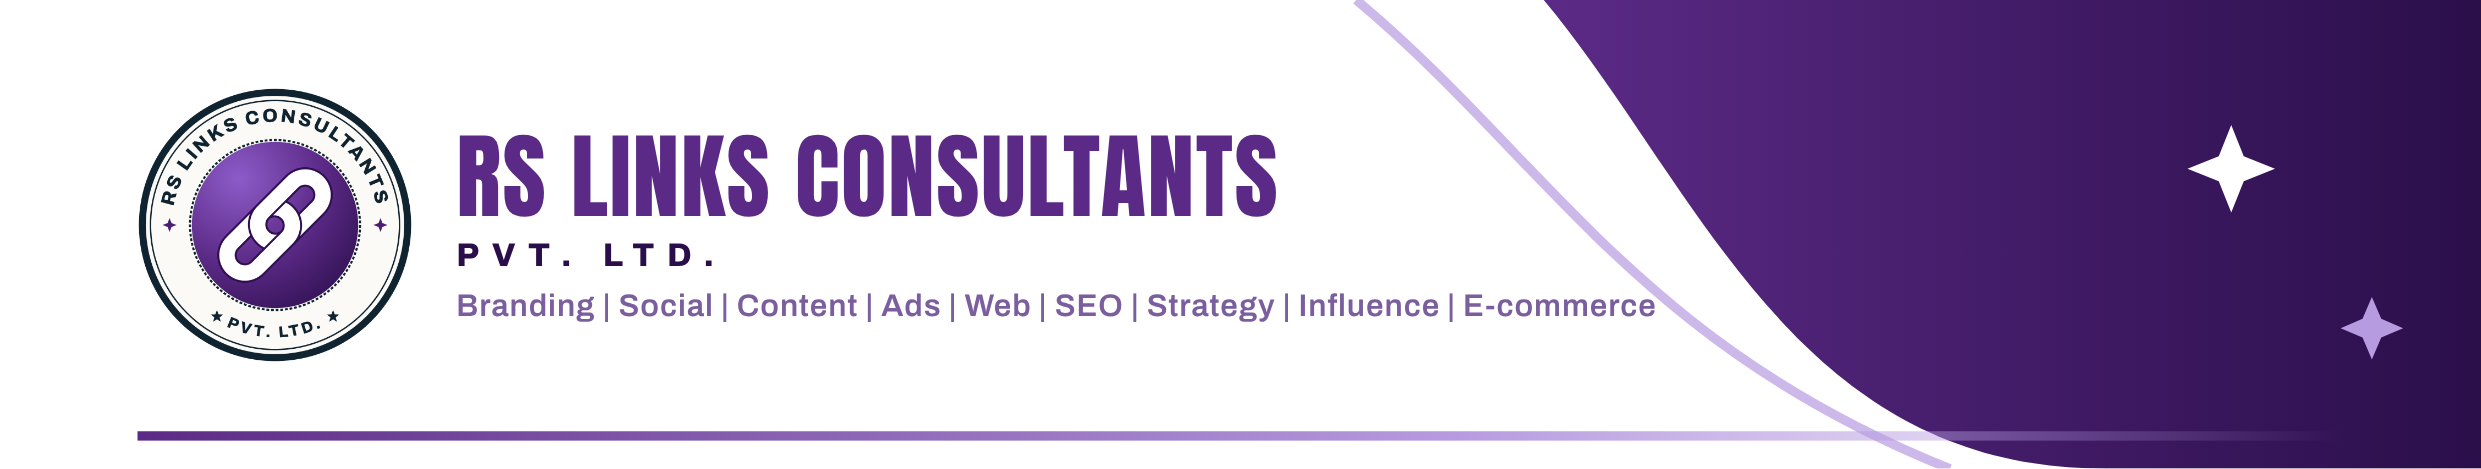 RS LINKS CONSULTANTS
PVT. LTD.
RS LINKS CONSULTANTS
PVT. LTD.
Branding | Social | Content | Ads | Web | SEO | Strategy | Influence | E-commerce